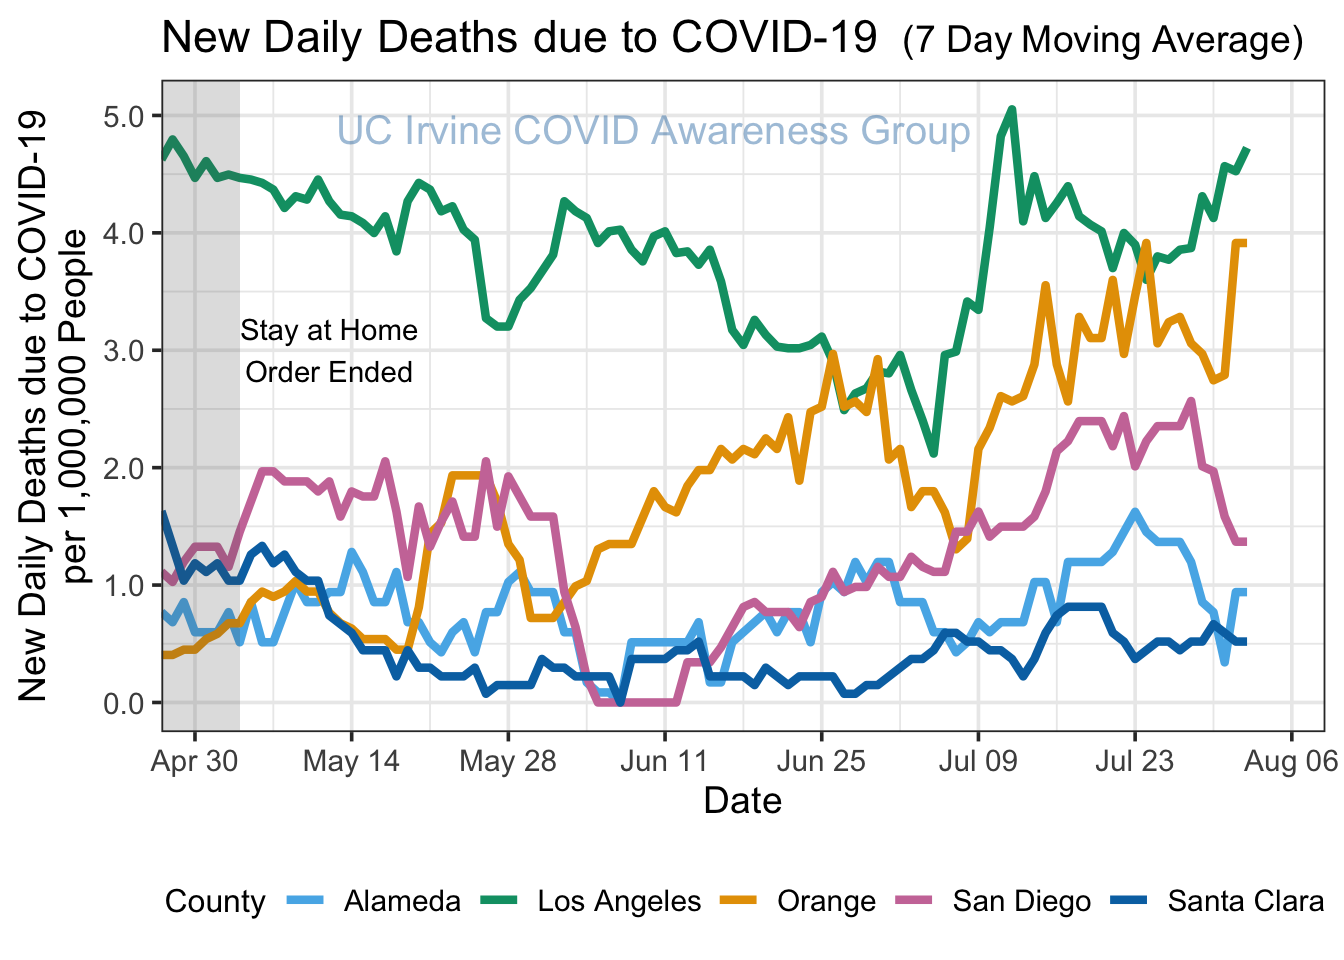 New Daily Deaths due to COVID-19 (7 Day Moving Average)
UC Irvine COVID Awareness Group
New Daily Deaths due to COVID-19
per 1,000,000 People
5.0
4.0
3.0
2.0
1.0
0.0
Stay at Home
Order Ended
Apr 30 May 14 May 28 Jun 11 Jun 25 Jul 09 Jul 23 Aug 06
Date
County Alameda Los Angeles Orange San Diego Santa Clara